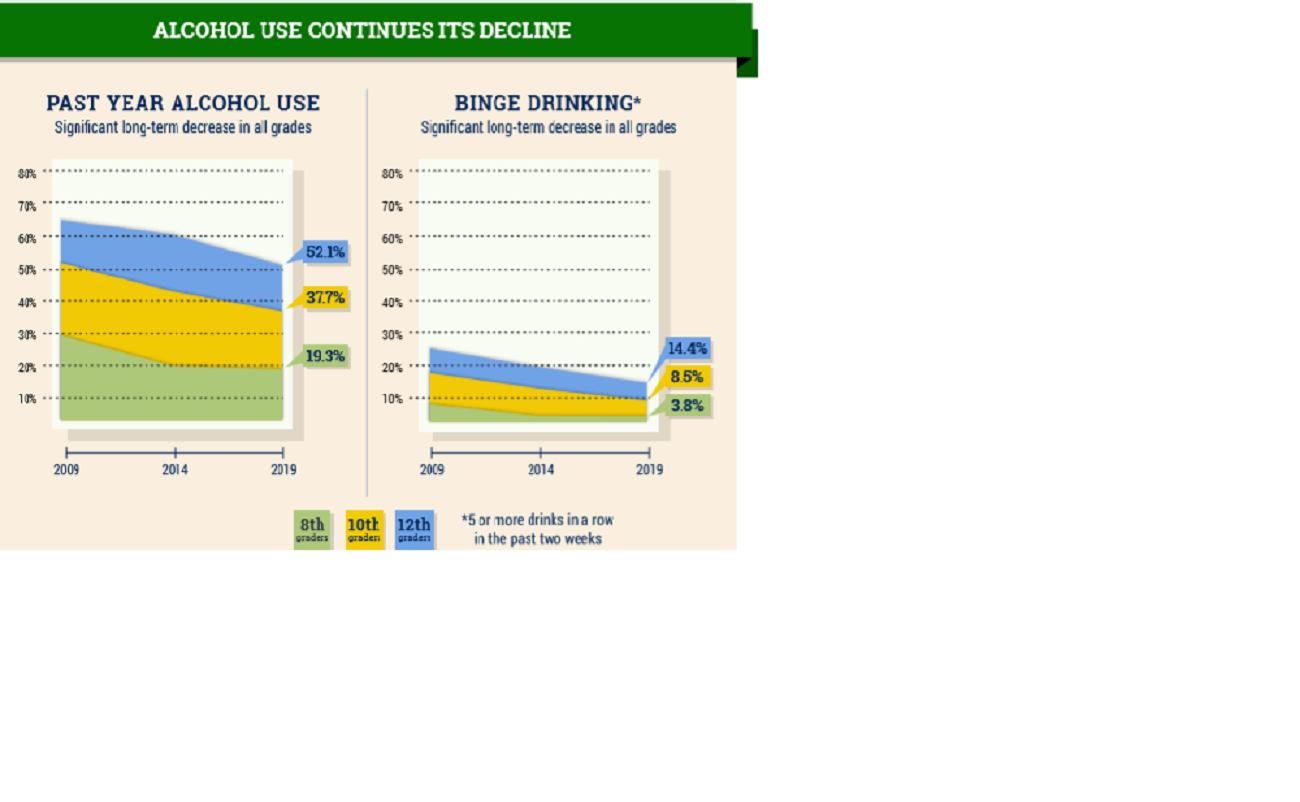 ALCOHOL USE CONTINUES ITS DECLINE
PAST YEAR ALCOHOL USE
Significant long-term decrease in all grades
80%
70%
60%
50%
40%
30%
20%
10%
52.1%
37.7%
19.3%
2009
2014
2019
BINGE DRINKING*
Significant long-term decrease in all grades
80%
70%
60%
50%
40%
30%
20%
10%
14.4%
8.5%
3.8%
2009
2014
2019
8th
graders
10th
graders
12th
graders
*5 or more drinks in a row
in the past two weeks